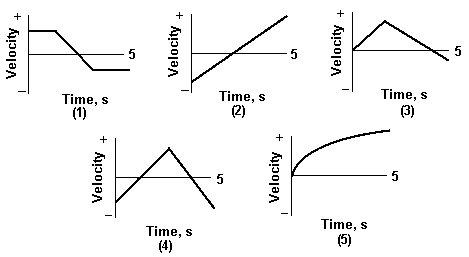 +
Velocity
5
−
Time, s
(1)
+
Velocity
5
−
Time, s
(2)
+
Velocity
5
−
Time, s
(3)
+
Velocity
5
−
Time, s
(4)
+
Velocity
5
−
Time, s
(5)